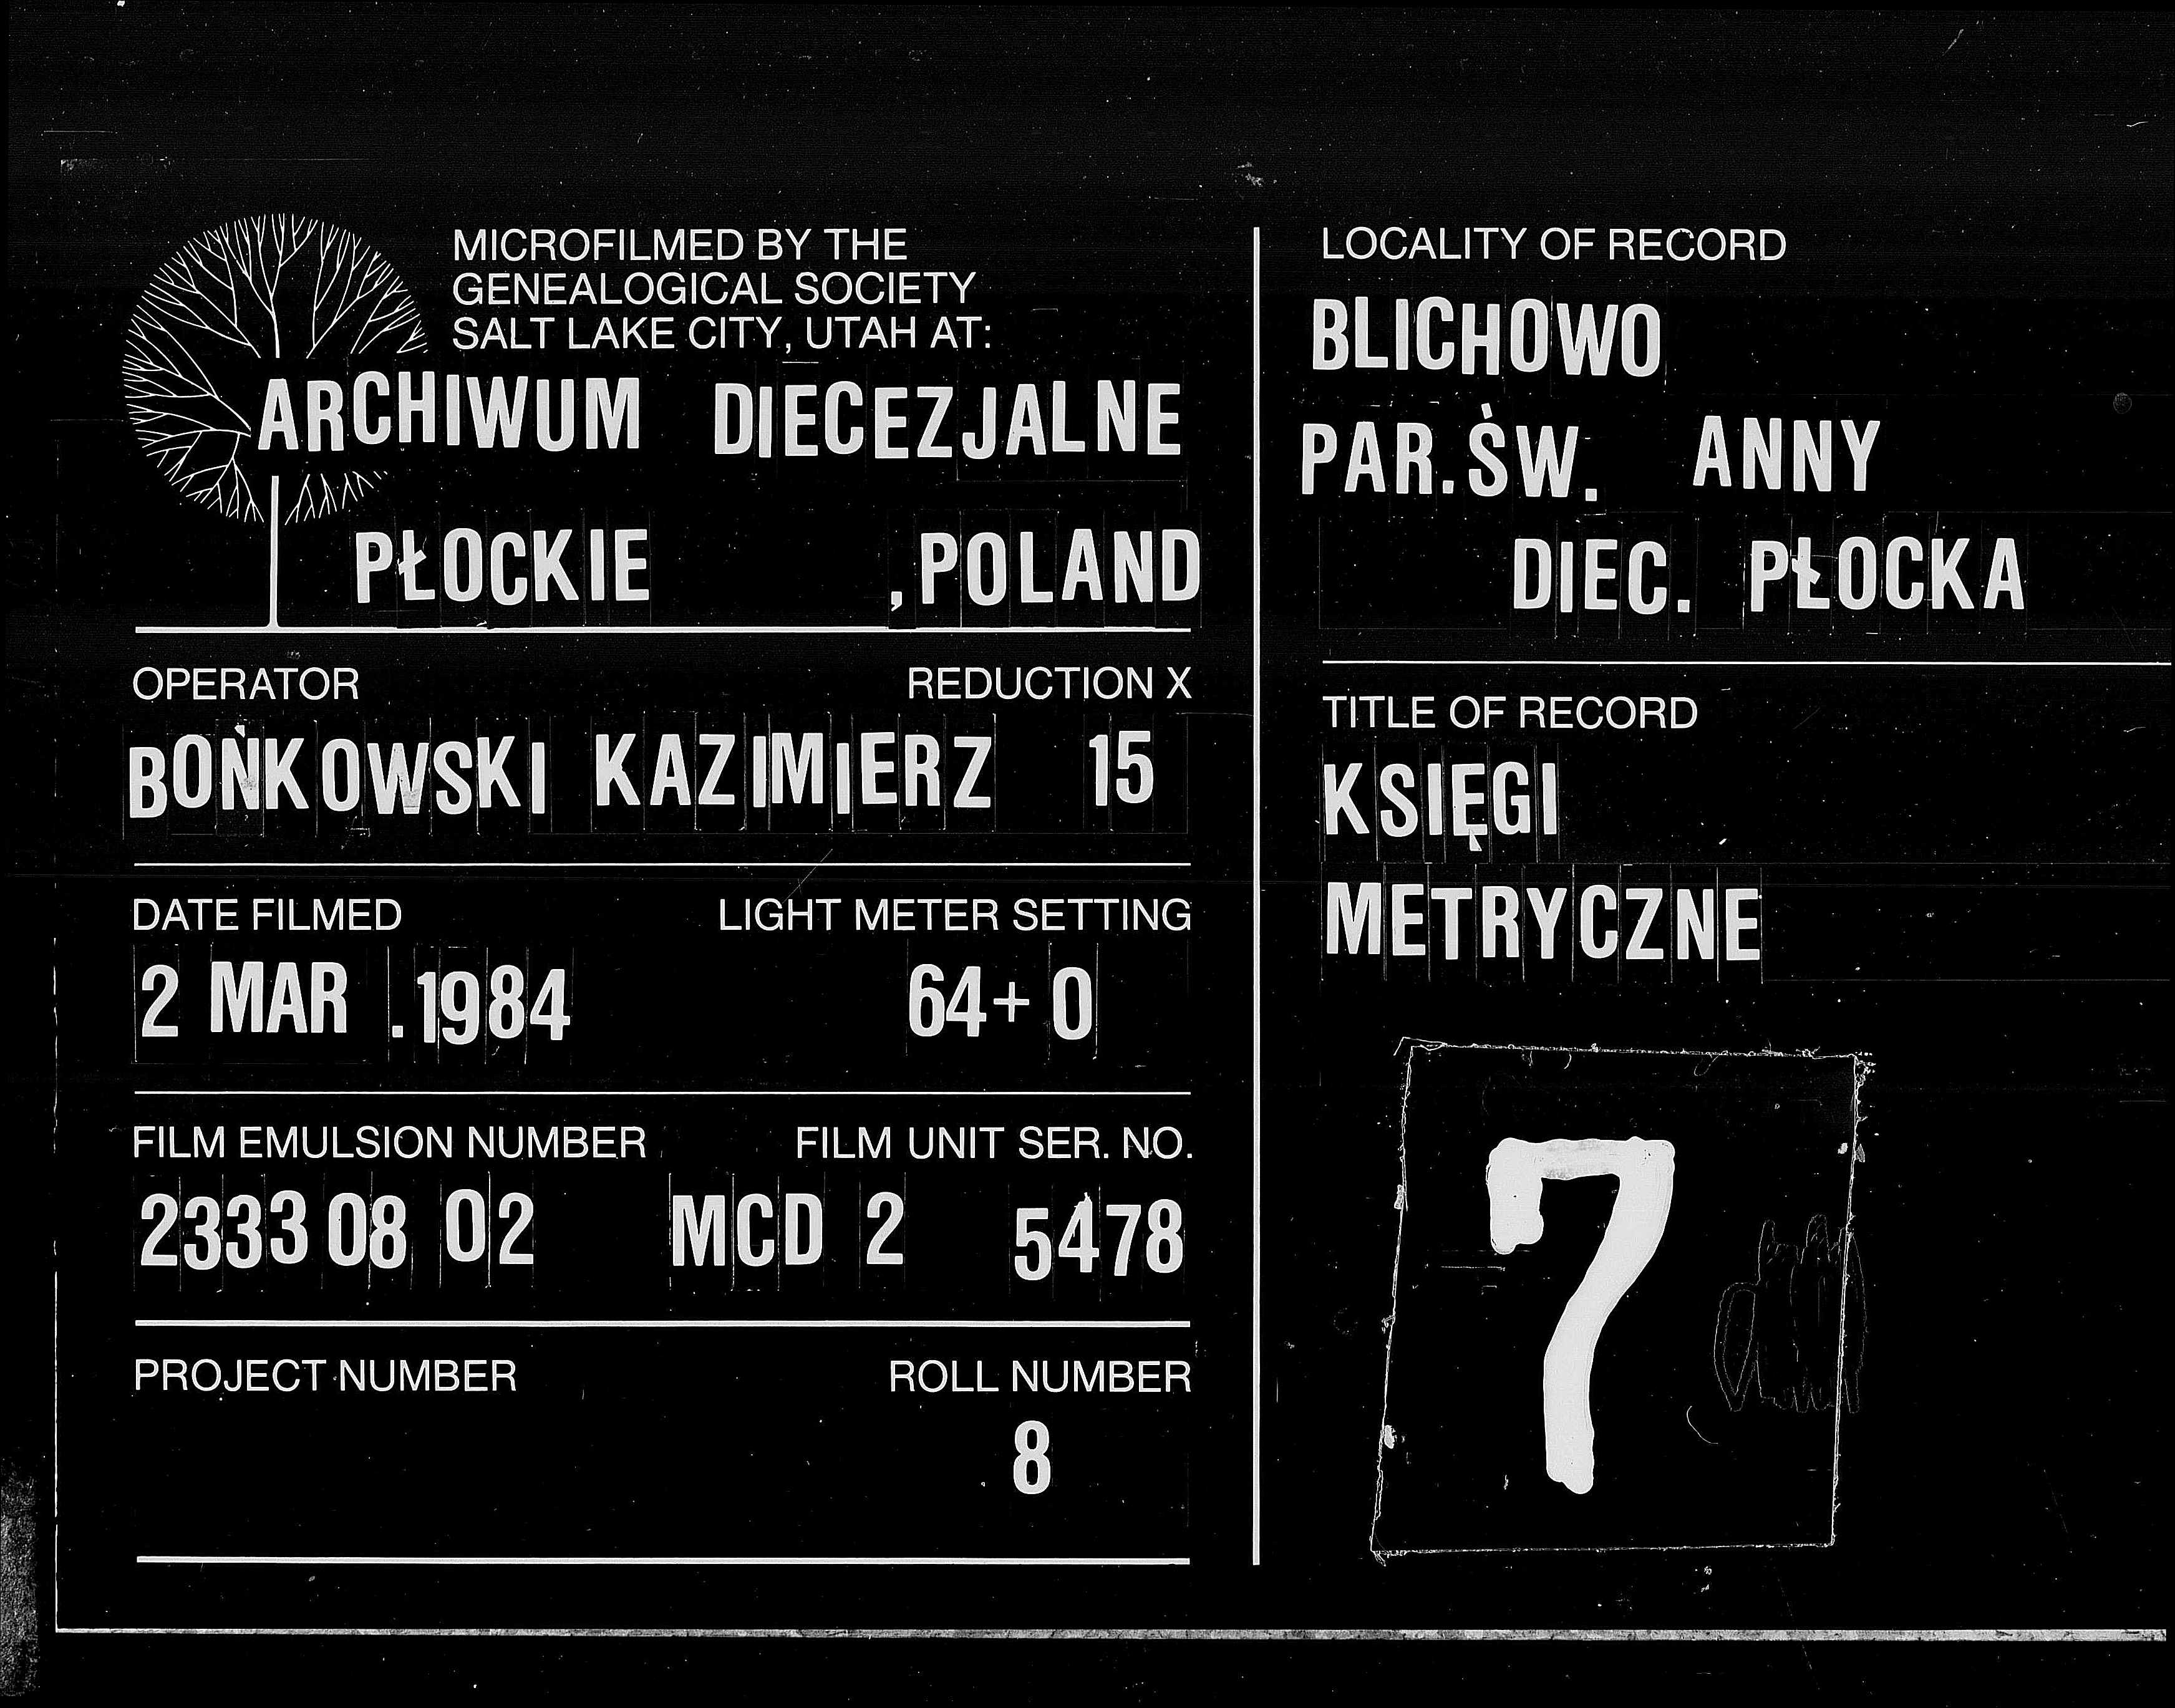 MICROFILMED BY THE
GENEALOGICAL SOCIETY
SALT LAKE CITY, UTAH AT:
ARCHIWUM DIECEZJALNE
PŁOCKIE , POLAND
OPERATOR REDUCTION X
BOŃKOWSKI KAZIMIERZ 15
DATE FILMED LIGHT METER SETTING
2 MAR .1984 64+ 0
FILM EMULSION NUMBER FILM UNIT SER. NO.
2333 08 02 MCD 2 5478
PROJECT NUMBER ROLL NUMBER
8
LOCALITY OF RECORD
BLICHOWO
PAR. ŚW. ANNY
DIEC. PŁOCKA
TITLE OF RECORD
KSIĘGI
METRYCZNE
7